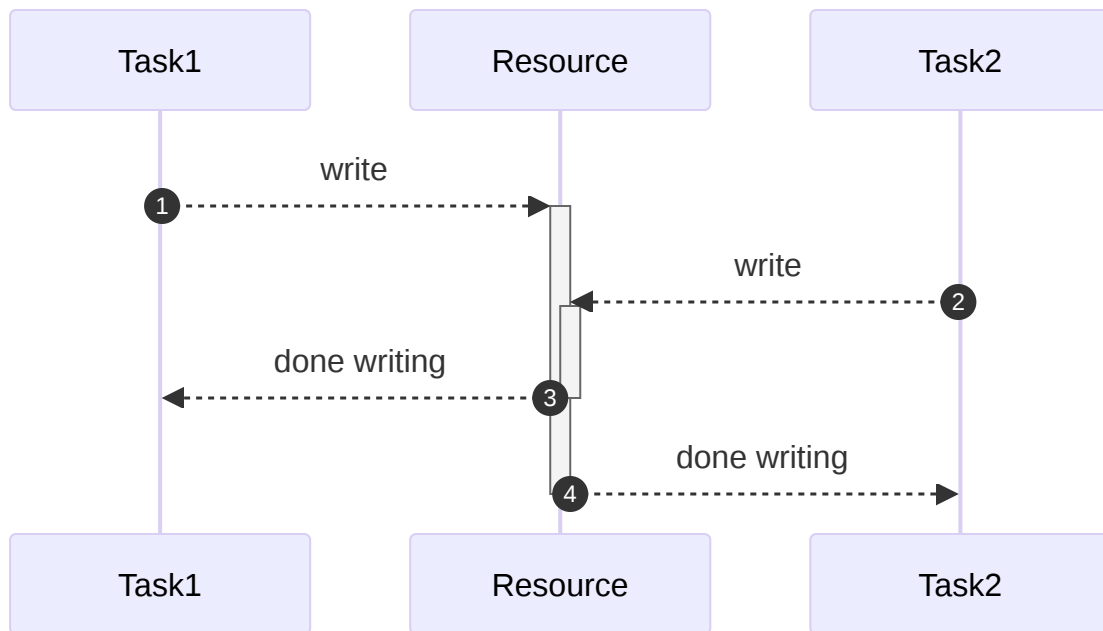 Task1
Resource
Task2
write
1
write
2
done writing
3
done writing
4
Task1
Resource
Task2